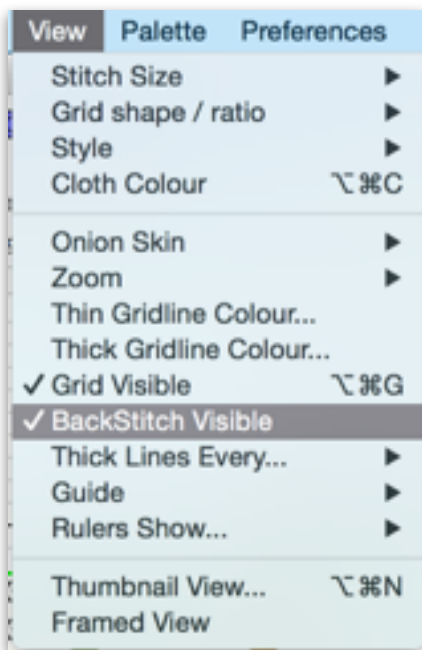 View Palette Preferences
Stitch Size ▶
Grid shape / ratio ▶
Style ▶
Cloth Colour ⌥⌘C
Onion Skin ▶
Zoom ▶
Thin Gridline Colour...
Thick Gridline Colour...
✓ Grid Visible ⌥⌘G
✓ BackStitch Visible
Thick Lines Every... ▶
Guide ▶
Rulers Show... ▶
Thumbnail View... ⌥⌘N
Framed View